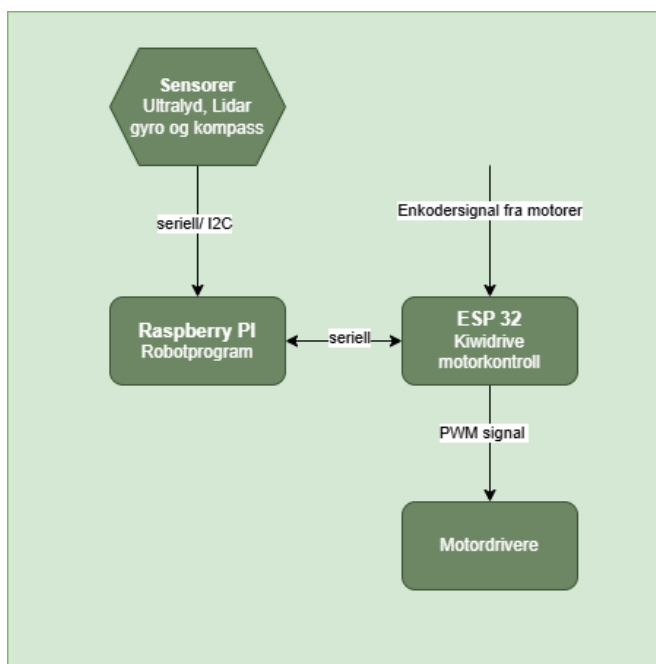 Sensorer
Ultralyd, Lidar
gyro og kompass
seriell/ I2C
Enkodersignal fra motorer
Raspberry PI
Robotprogram
seriell
ESP 32
Kiwidrive
motorkontroll
PWM signal
Motordrivere